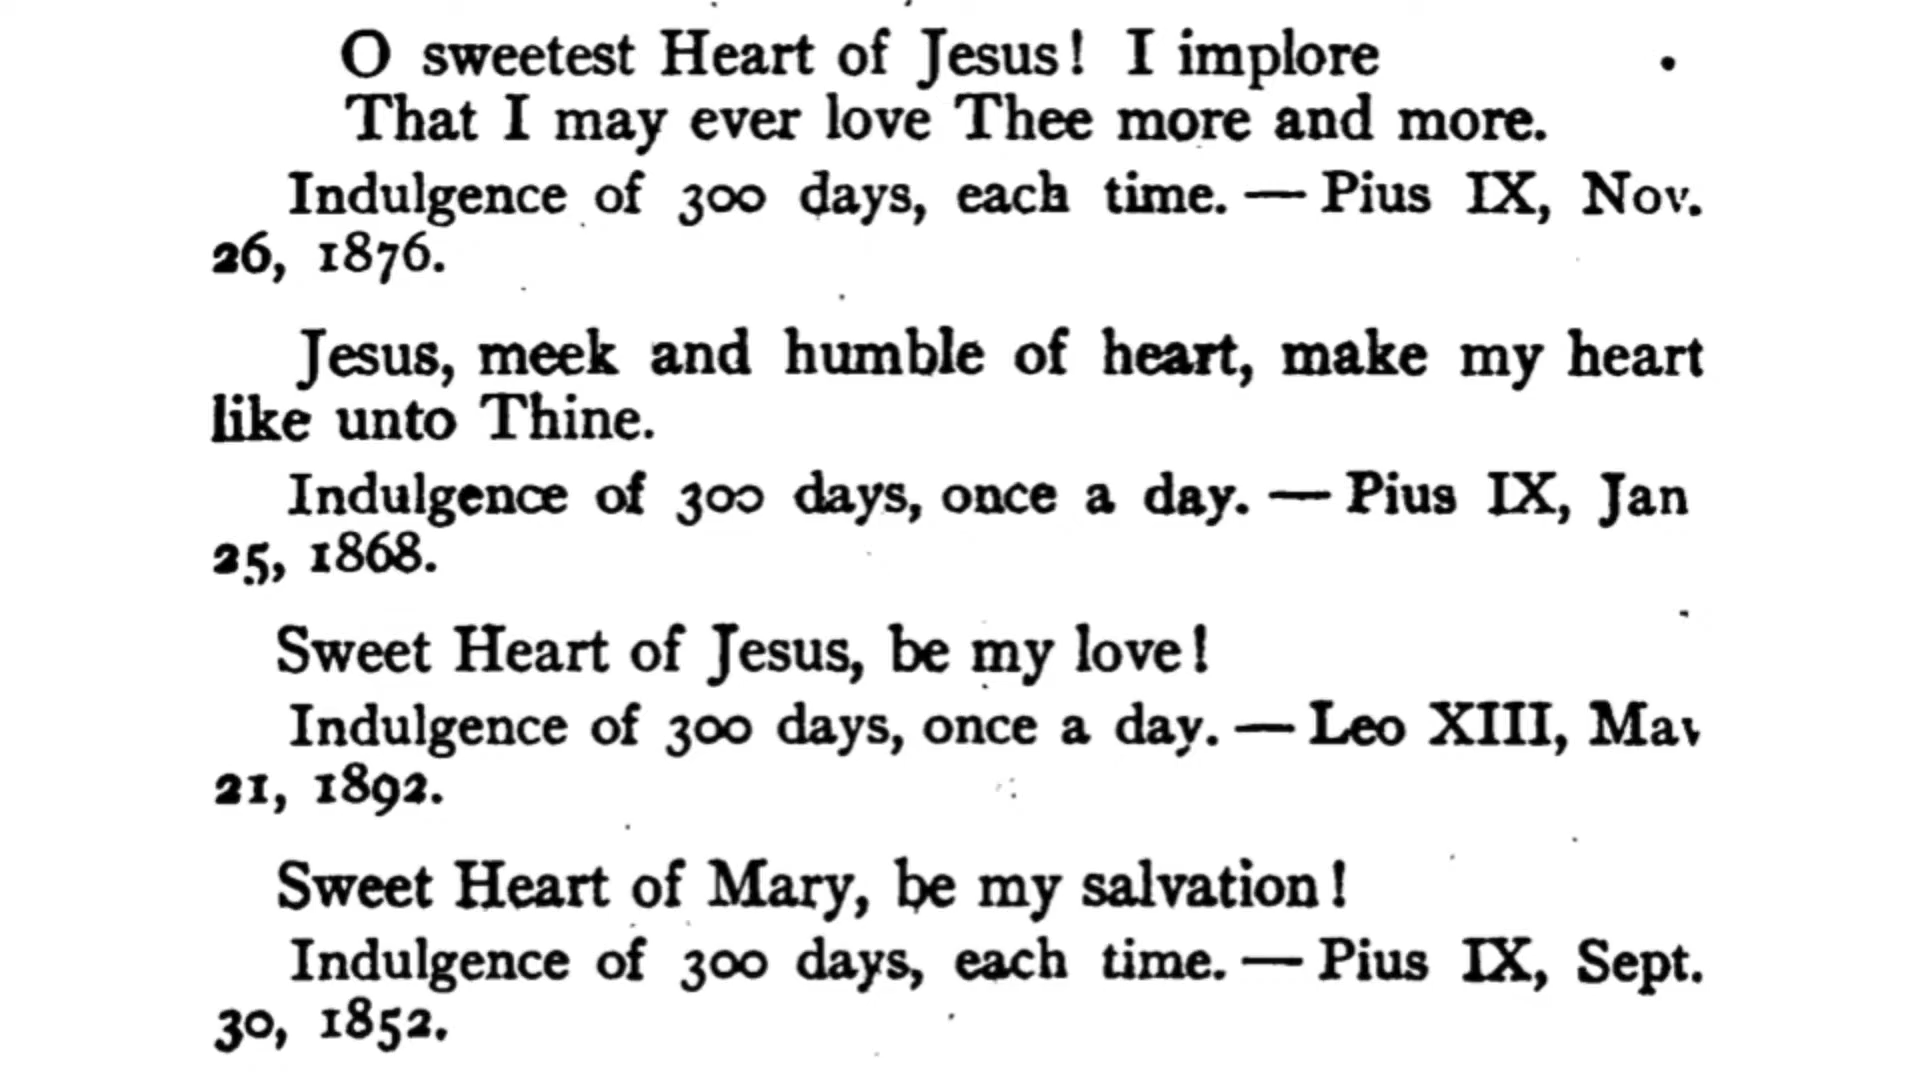 O sweetest Heart of Jesus! I implore
That I may ever love Thee more and more.
Indulgence of 300 days, each time. — Pius IX, Nov.
26, 1876.
Jesus, meek and humble of heart, make my heart
like unto Thine.
Indulgence of 300 days, once a day. — Pius IX, Jan
25, 1868.
Sweet Heart of Jesus, be my love!
Indulgence of 300 days, once a day. — Leo XIII, May
21, 1892.
Sweet Heart of Mary, be my salvation!
Indulgence of 300 days, each time. — Pius IX, Sept.
30, 1852.